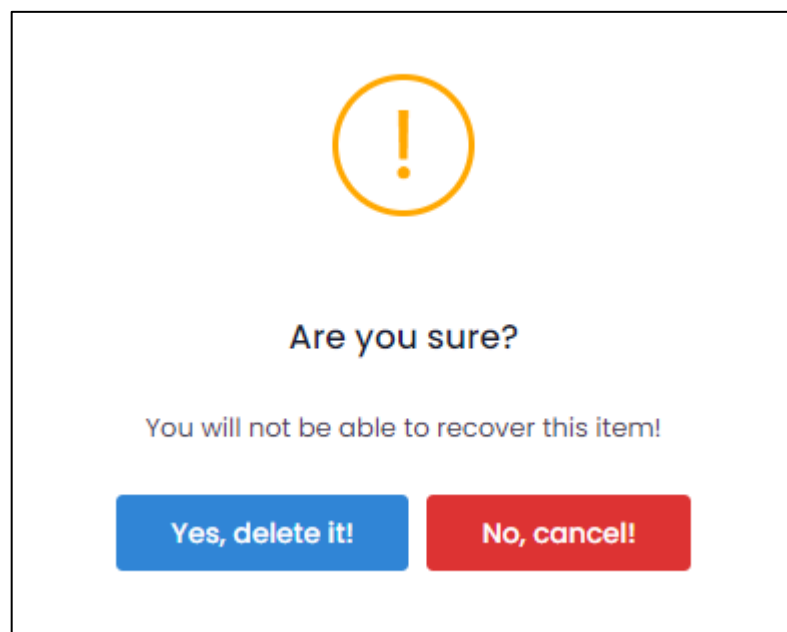 !
Are you sure?
You will not be able to recover this item!
Yes, delete it!
No, cancel!